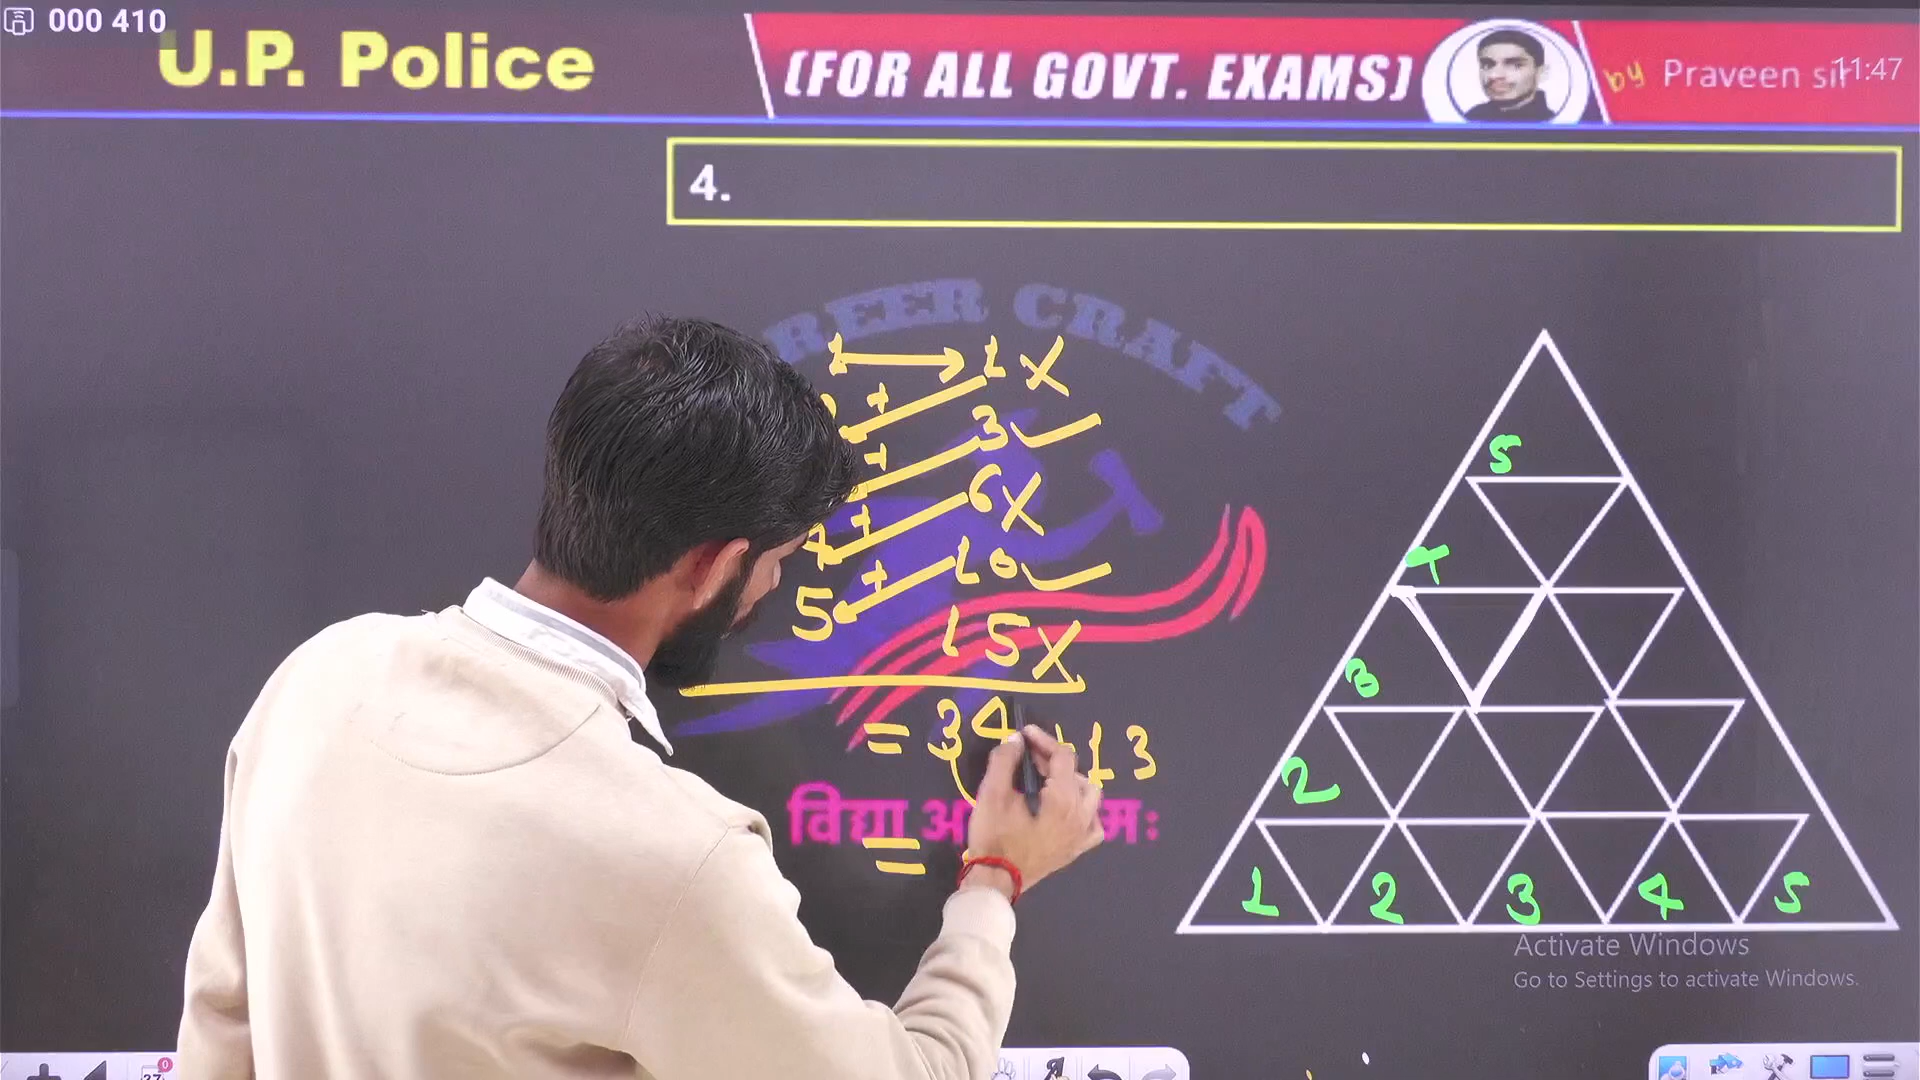 000 410
U.P. Police
(FOR ALL GOVT. EXAMS)
by Praveen sir
11:47
4.
REER CRAFT
1 → 1 X
+ 3 ✓
+ 6 X
+ 10 ✓
5 + 15 X
= 34 + 13
=
विद्या
मः
5
4
3
2
1 2 3 4 5
Activate Windows
Go to Settings to activate Windows.